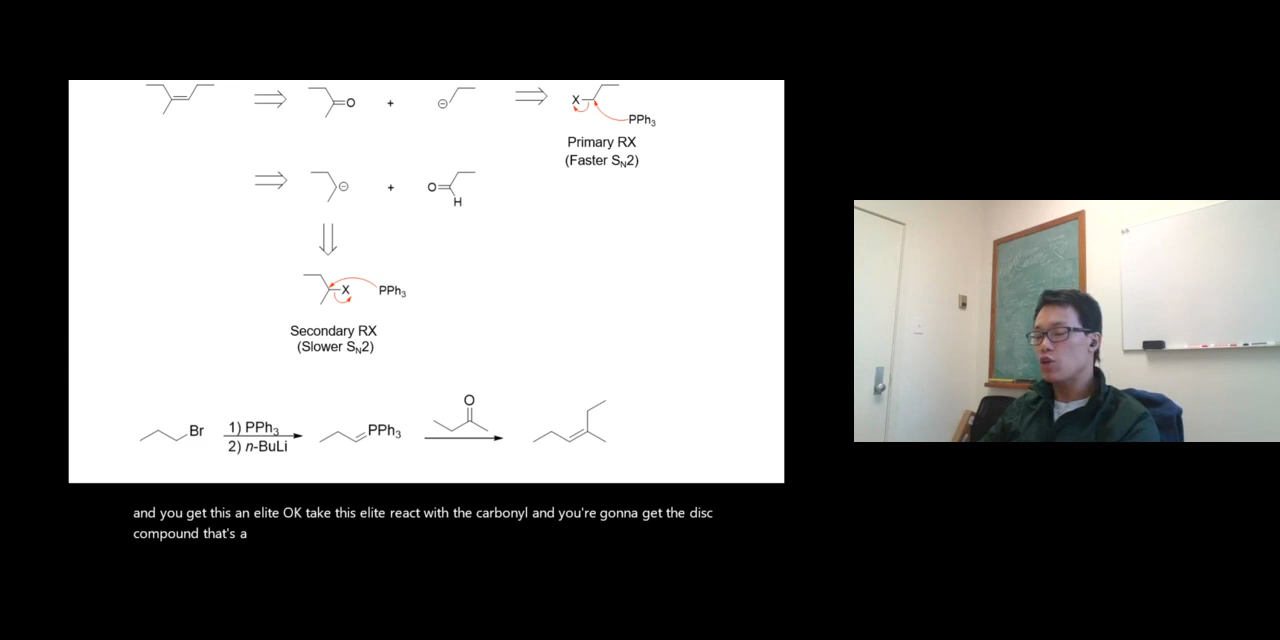 O + ⊖ X
PPh3
Primary RX
(Faster SN2)
⊖ + O
H
X PPh3
Secondary RX
(Slower SN2)
O
Br 1) PPh3 PPh3
2) n-BuLi
and you get this an elite OK take this elite react with the carbonyl and you're gonna get the disc
compound that's a